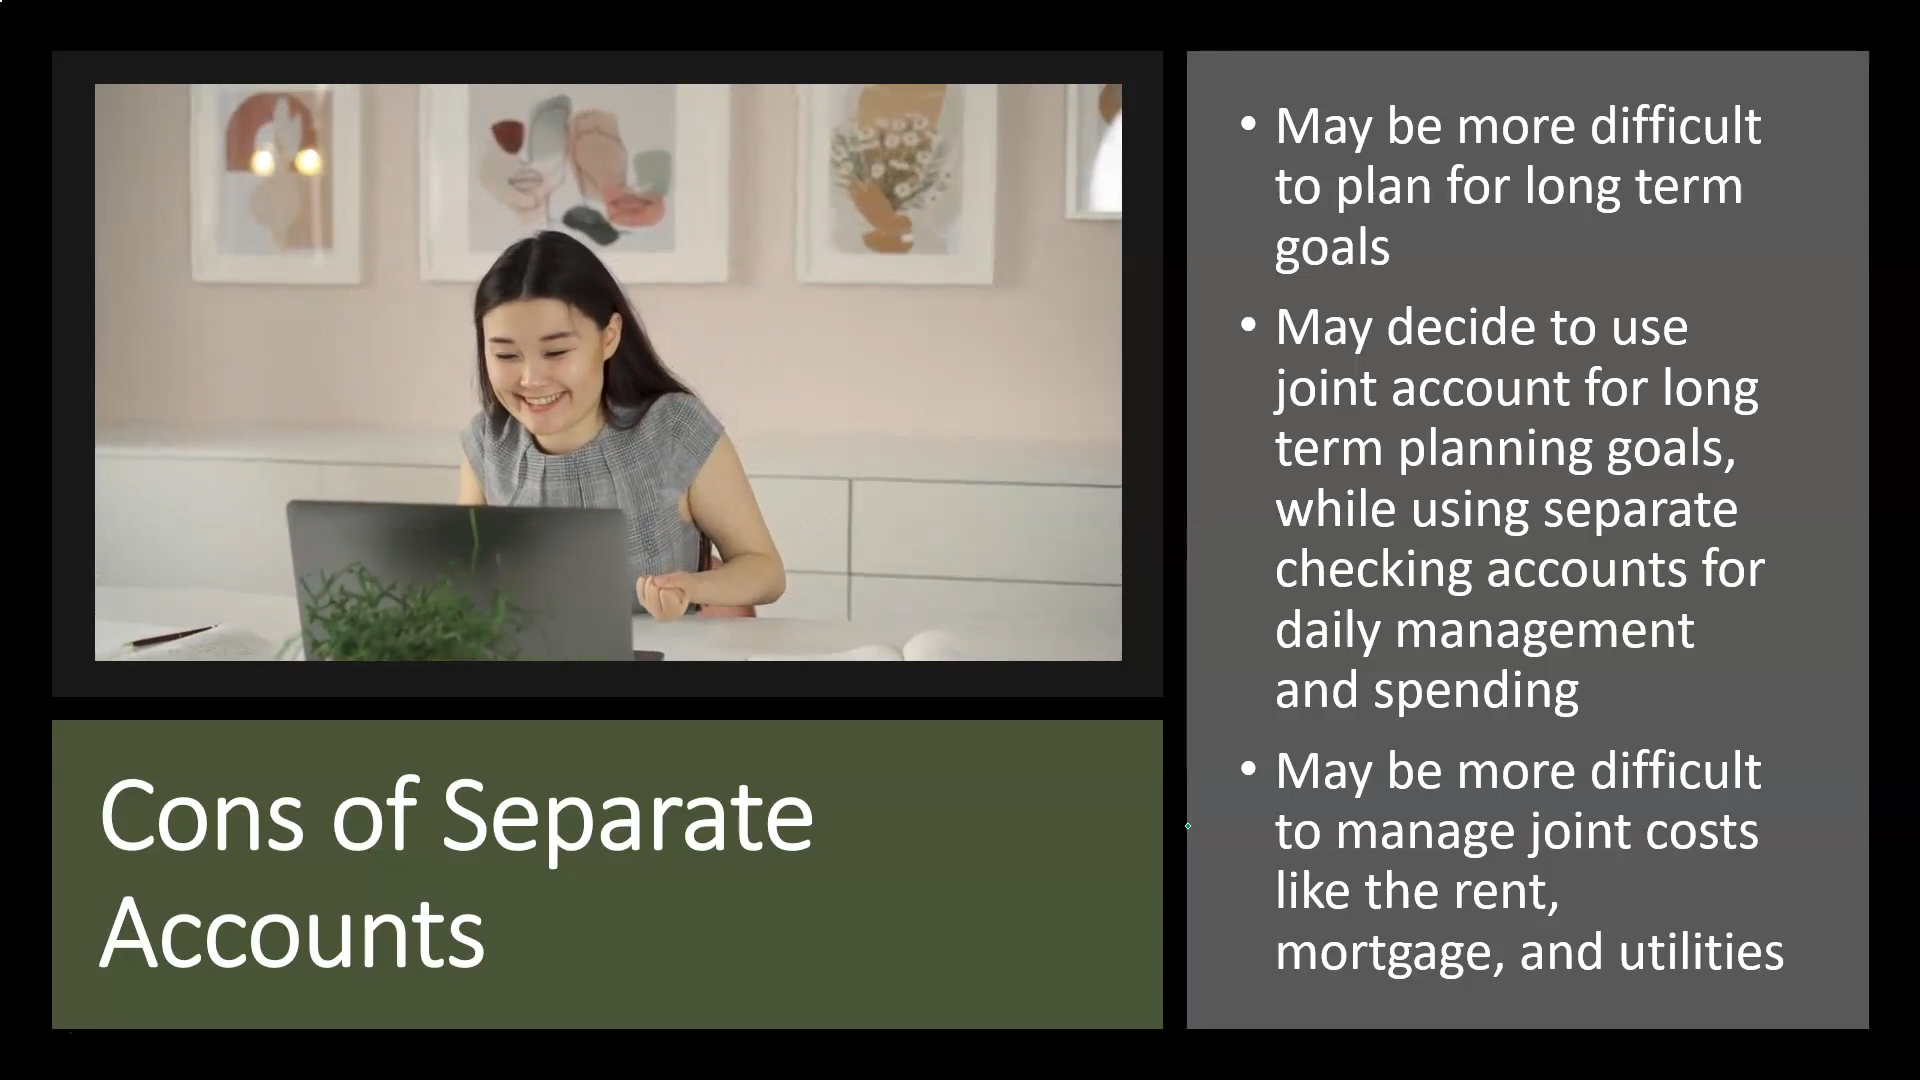 Cons of Separate
Accounts
• May be more difficult
to plan for long term
goals
• May decide to use
joint account for long
term planning goals,
while using separate
checking accounts for
daily management
and spending
• May be more difficult
to manage joint costs
like the rent,
mortgage, and utilities